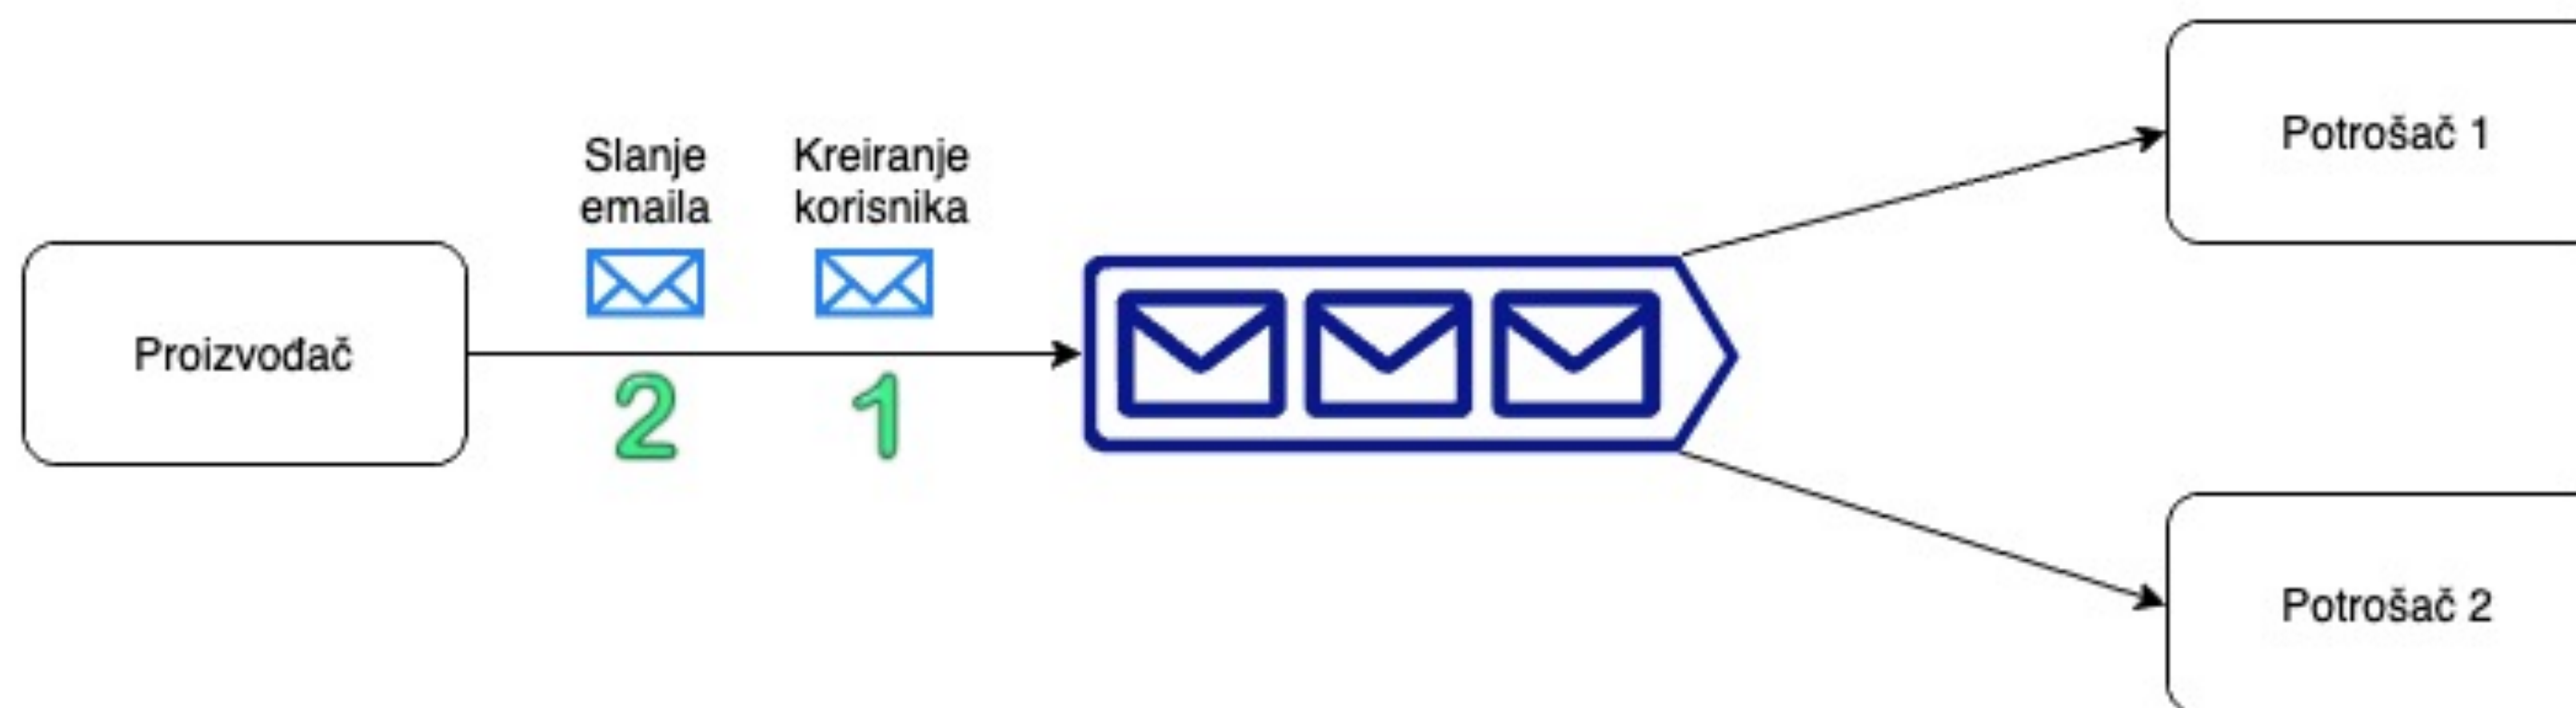 Proizvođač
Slanje
emaila
Kreiranje
korisnika
2
1
Potrošač 1
Potrošač 2